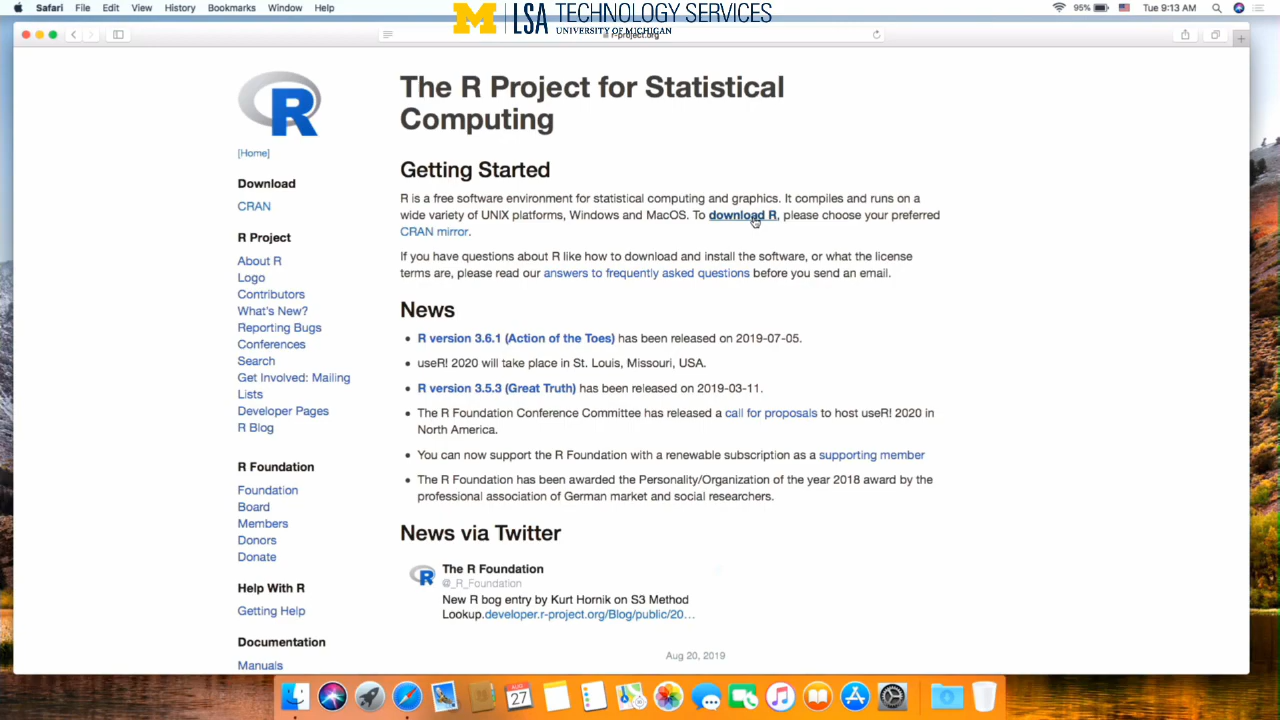 Safari File Edit View History Bookmarks Window Help
M LSA TECHNOLOGY SERVICES
UNIVERSITY OF MICHIGAN
95% Tue 9:13 AM
r-project.org
R
[Home]
Download
CRAN
R Project
About R
Logo
Contributors
What's New?
Reporting Bugs
Conferences
Search
Get Involved: Mailing
Lists
Developer Pages
R Blog
R Foundation
Foundation
Board
Members
Donors
Donate
Help With R
Getting Help
Documentation
Manuals
The R Project for Statistical
Computing
Getting Started
R is a free software environment for statistical computing and graphics. It compiles and runs on a
wide variety of UNIX platforms, Windows and MacOS. To download R, please choose your preferred
CRAN mirror.
If you have questions about R like how to download and install the software, or what the license
terms are, please read our answers to frequently asked questions before you send an email.
News
• R version 3.6.1 (Action of the Toes) has been released on 2019-07-05.
• useR! 2020 will take place in St. Louis, Missouri, USA.
• R version 3.5.3 (Great Truth) has been released on 2019-03-11.
• The R Foundation Conference Committee has released a call for proposals to host useR! 2020 in
North America.
• You can now support the R Foundation with a renewable subscription as a supporting member
• The R Foundation has been awarded the Personality/Organization of the year 2018 award by the
professional association of German market and social researchers.
News via Twitter
R
The R Foundation
@_R_Foundation
New R bog entry by Kurt Hornik on S3 Method
Lookup.developer.r-project.org/Blog/public/20…
Aug 20, 2019
AUG
27